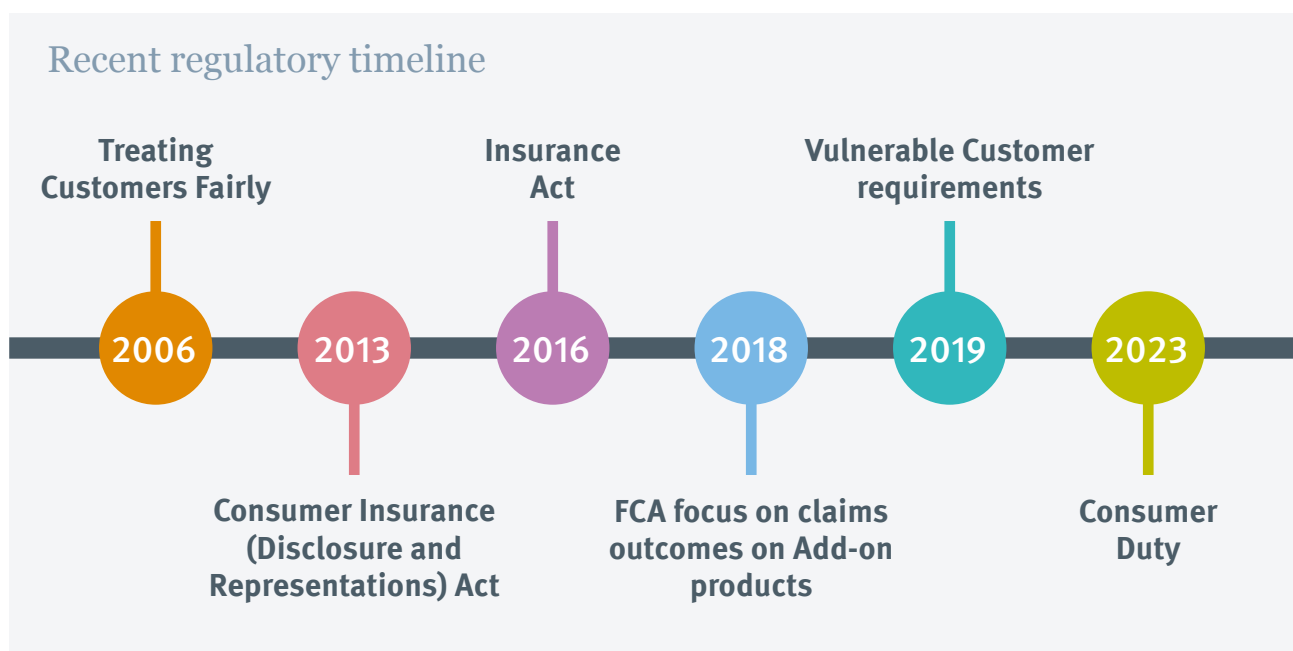 Recent regulatory timeline
Treating
Customers Fairly
Insurance
Act
Vulnerable Customer
requirements
2006
2013
2016
2018
2019
2023
Consumer Insurance
(Disclosure and
Representations) Act
FCA focus on claims
outcomes on Add-on
products
Consumer
Duty